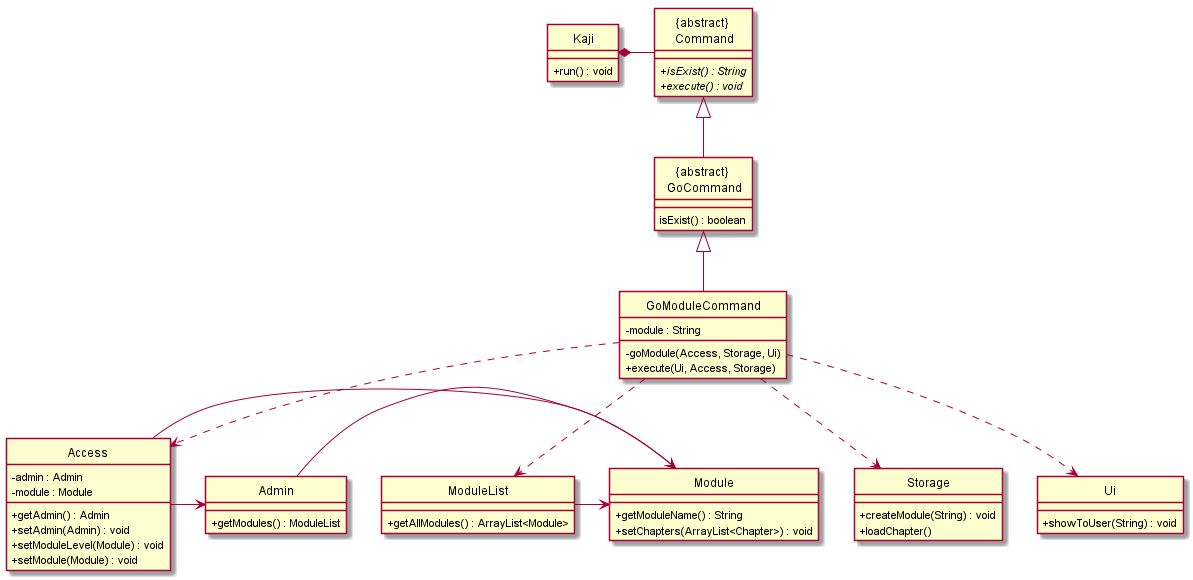 Kaji
+run() : void
{abstract}
Command
+isExist() : String
+execute() : void
{abstract}
GoCommand
isExist() : boolean
GoModuleCommand
-module : String
-goModule(Access, Storage, Ui)
+execute(Ui, Access, Storage)
Access
-admin : Admin
-module : Module
+getAdmin() : Admin
+setAdmin(Admin) : void
+setModuleLevel(Module) : void
+setModule(Module) : void
Admin
+getModules() : ModuleList
ModuleList
+getAllModules() : ArrayList<Module>
Module
+getModuleName() : String
+setChapters(ArrayList<Chapter>) : void
Storage
+createModule(String) : void
+loadChapter()
Ui
+showToUser(String) : void